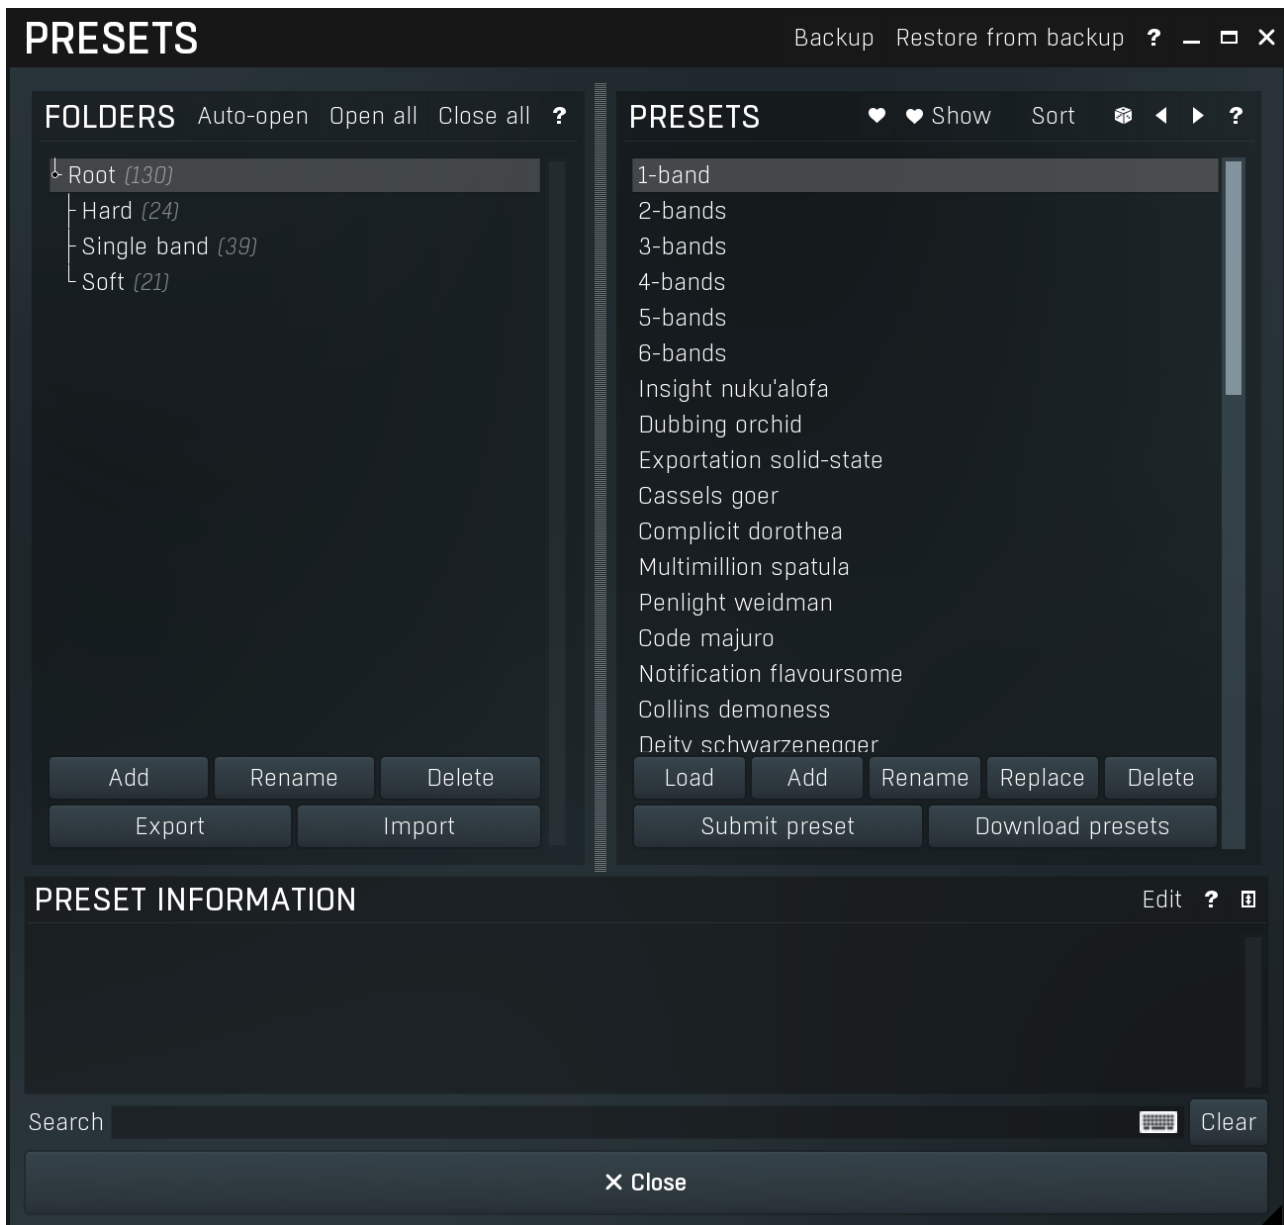 PRESETS Backup Restore from backup ?
FOLDERS Auto-open Open all Close all ?
Root (130)
Hard (24)
Single band (39)
Soft (21)
Add Rename Delete
Export Import
PRESETS Show Sort ?
1-band
2-bands
3-bands
4-bands
5-bands
6-bands
Insight nuku'alofa
Dubbing orchid
Exportation solid-state
Cassels goer
Complicit dorothea
Multimillion spatula
Penlight weidman
Code majuro
Notification flavoursome
Collins demoness
Deity schwarzenegger
Load Add Rename Replace Delete
Submit preset Download presets
PRESET INFORMATION Edit ?
Search Clear
Close